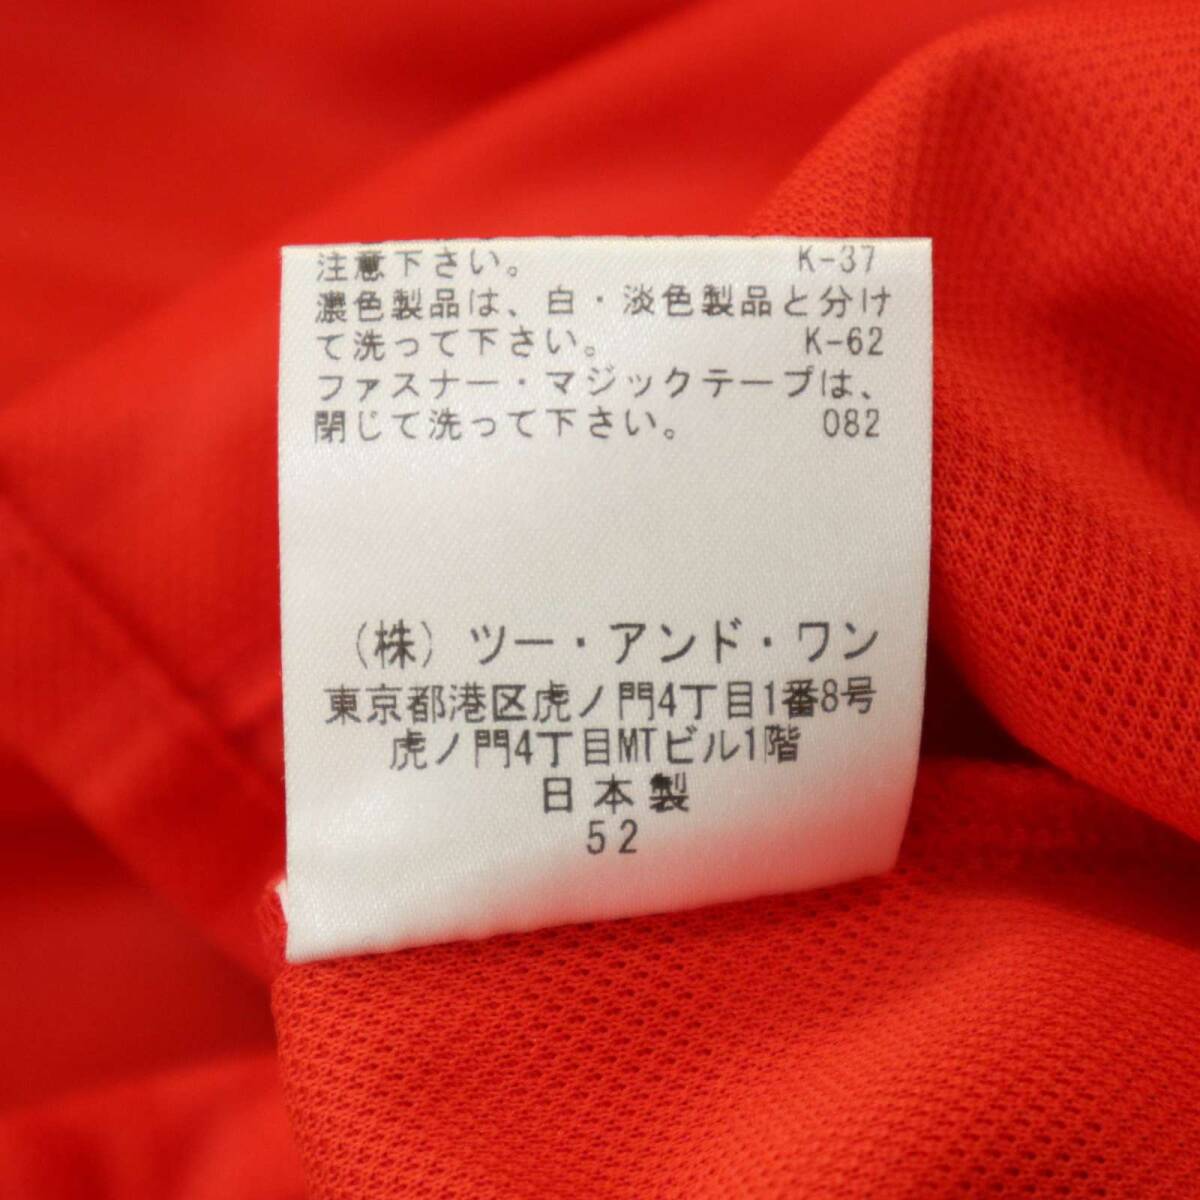 注意下さい。 K-37
濃色製品は、白・淡色製品と分け
て洗って下さい。 K-62
ファスナー・マジックテープは、
閉じて洗って下さい。 082
（株）ツー・アンド・ワン
東京都港区虎ノ門4丁目1番8号
虎ノ門4丁目MTビル1階
日本製
52